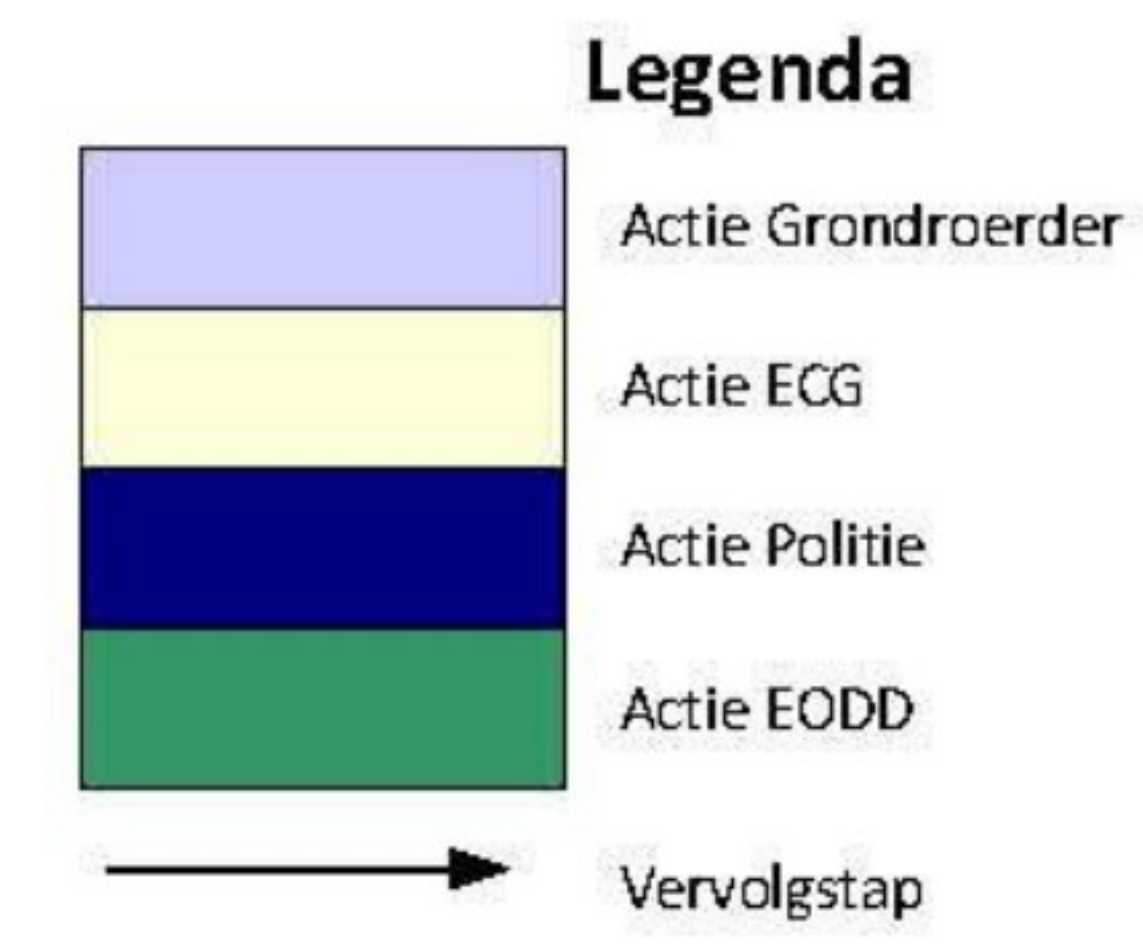 Legenda
Actie Grondroerder
Actie ECG
Actie Politie
Actie EODD
Vervolgstap